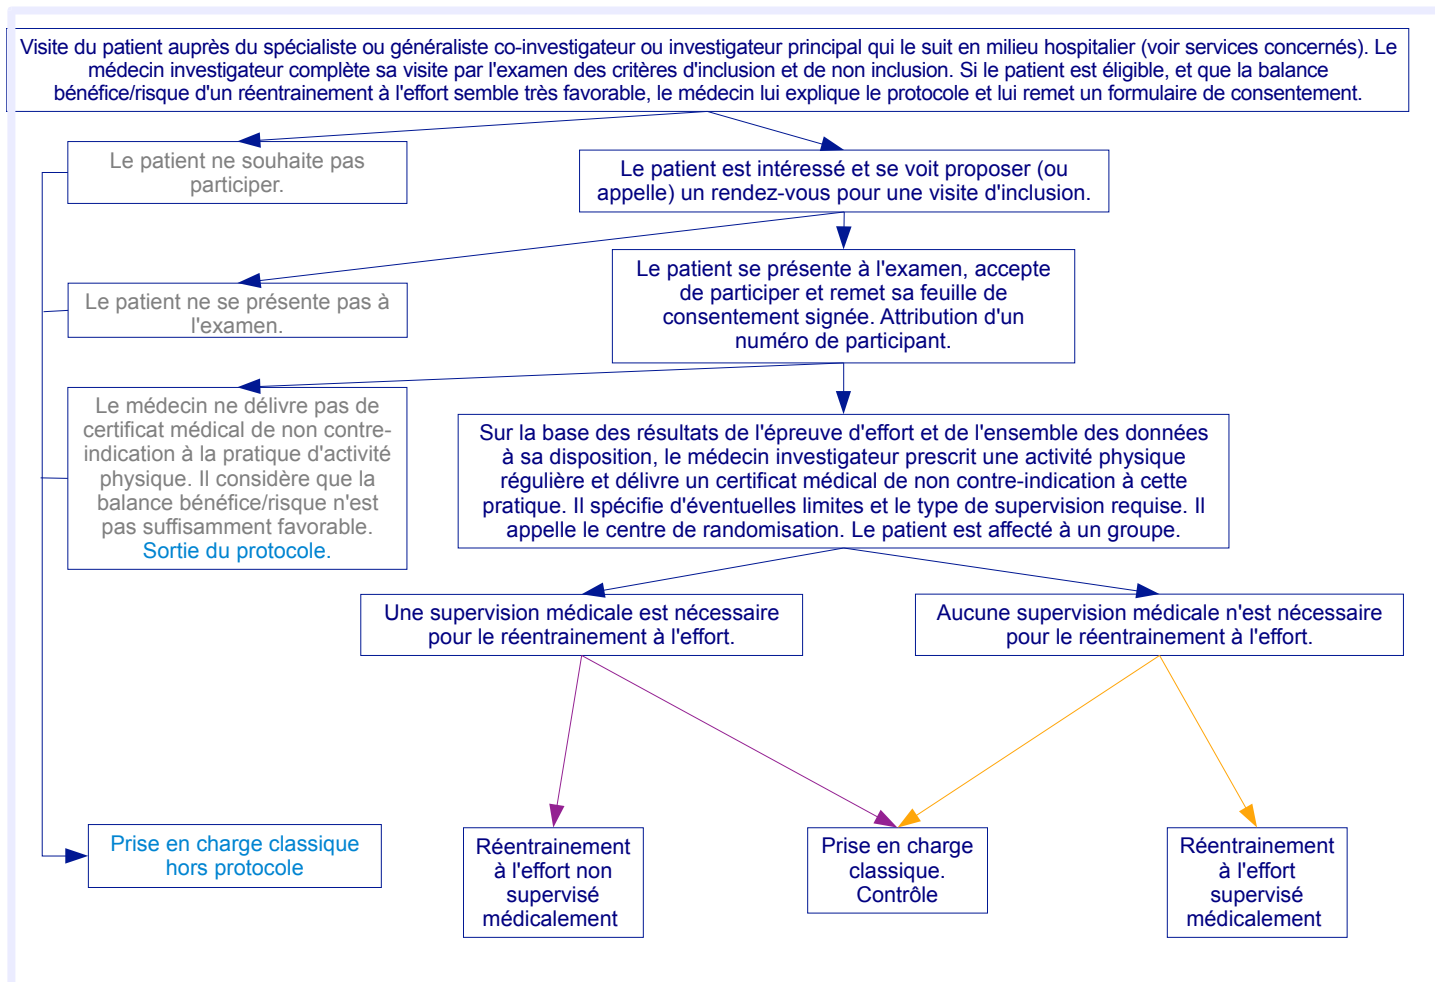 Visite du patient auprès du spécialiste ou généraliste co-investigateur ou investigateur principal qui le suit en milieu hospitalier (voir services concernés). Le
médecin investigateur complète sa visite par l'examen des critères d'inclusion et de non inclusion. Si le patient est éligible, et que la balance
bénéfice/risque d'un réentrainement à l'effort semble très favorable, le médecin lui explique le protocole et lui remet un formulaire de consentement.
Le patient ne souhaite pas
participer.
Le patient est intéressé et se voit proposer (ou
appelle) un rendez-vous pour une visite d'inclusion.
Le patient ne se présente pas à
l'examen.
Le patient se présente à l'examen, accepte
de participer et remet sa feuille de
consentement signée. Attribution d'un
numéro de participant.
Le médecin ne délivre pas de
certificat médical de non contre-
indication à la pratique d'activité
physique. Il considère que la
balance bénéfice/risque n'est
pas suffisamment favorable.
Sortie du protocole.
Sur la base des résultats de l'épreuve d'effort et de l'ensemble des données
à sa disposition, le médecin investigateur prescrit une activité physique
régulière et délivre un certificat médical de non contre-indication à cette
pratique. Il spécifie d'éventuelles limites et le type de supervision requise. Il
appelle le centre de randomisation. Le patient est affecté à un groupe.
Une supervision médicale est nécessaire
pour le réentrainement à l'effort.
Aucune supervision médicale n'est nécessaire
pour le réentrainement à l'effort.
Prise en charge classique
hors protocole
Réentrainement
à l'effort non
supervisé
médicalement
Prise en charge
classique.
Contrôle
Réentrainement
à l'effort
supervisé
médicalement